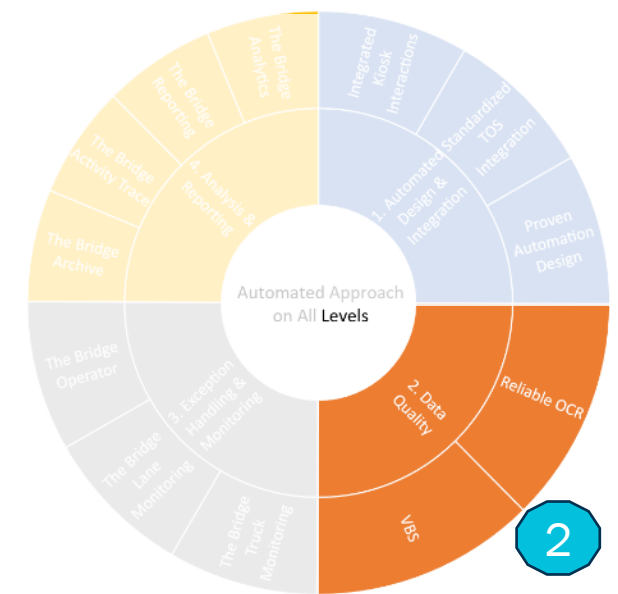 Automated Approach
on All Levels
1. Automated
Design &
Integration
Integrated
Kiosk
Interactions
Standardized
TOS
Integration
Proven
Automation
Design
2. Data
Quality
Reliable OCR
VBS
2
3. Exception
Handling &
Monitoring
The Bridge
Truck
Monitoring
The Bridge
Lane
Monitoring
The Bridge
Operator
4. Analysis &
Reporting
The Bridge
Archive
The Bridge
Activity Trace
The Bridge
Reporting
The Bridge
Analytics